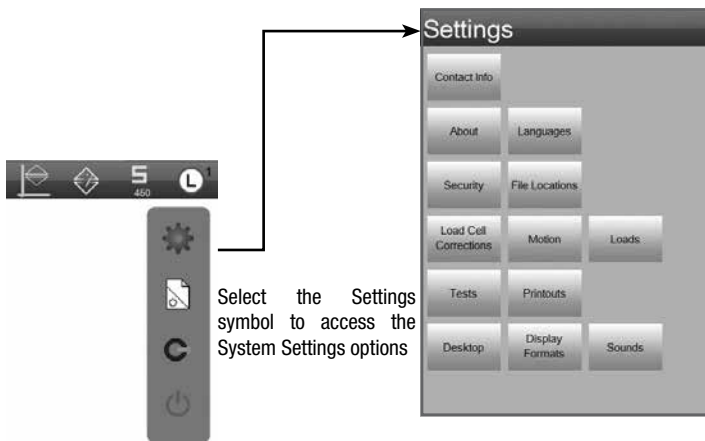 Settings
Contact Info
About Languages
Security File Locations
Load Cell
Corrections Motion Loads
Tests Printouts
Desktop Display
Formats Sounds
S
460
L 1
Select the Settings
symbol to access the
System Settings options